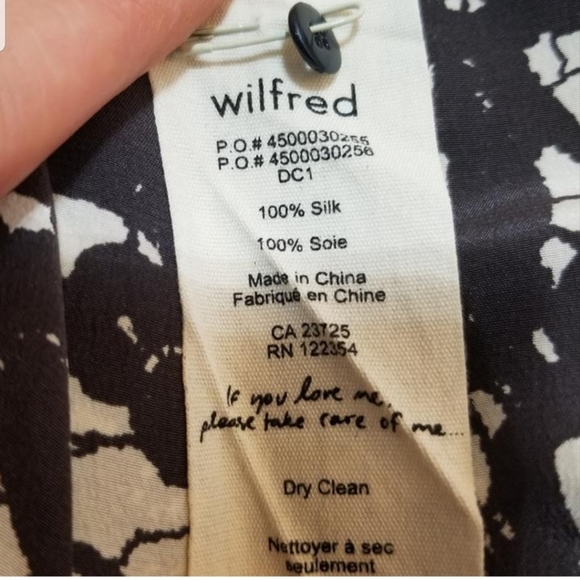 wilfred
P.O.# 4500030255
P.O.# 4500030256
DC1
100% Silk
100% Soie
Made in China
Fabriqué en Chine
CA 23725
RN 122354
If you love me,
please take care of me...
Dry Clean
Nettoyer à sec
seulement